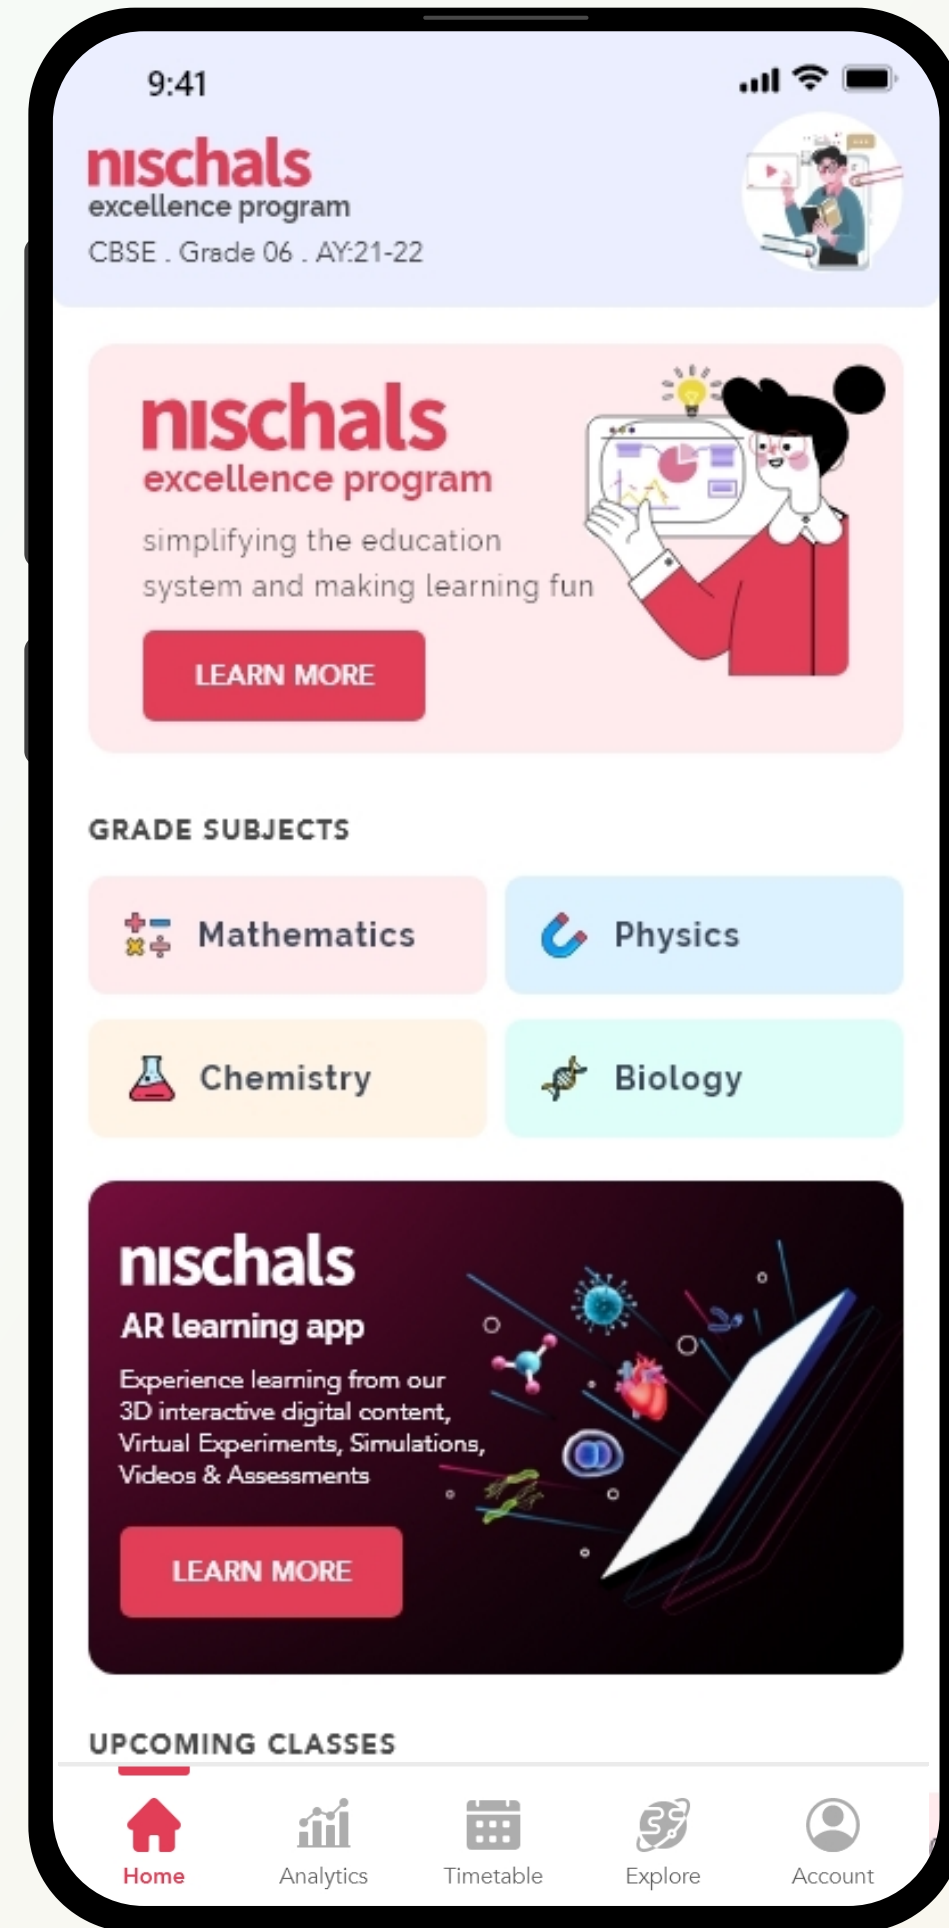 9:41
nischals
excellence program
CBSE . Grade 06 . AY:21-22
nischals
excellence program
simplifying the education
system and making learning fun
LEARN MORE
GRADE SUBJECTS
Mathematics
Physics
Chemistry
Biology
nischals
AR learning app
Experience learning from our
3D interactive digital content,
Virtual Experiments, Simulations,
Videos & Assessments
LEARN MORE
UPCOMING CLASSES
Home
Analytics
Timetable
Explore
Account